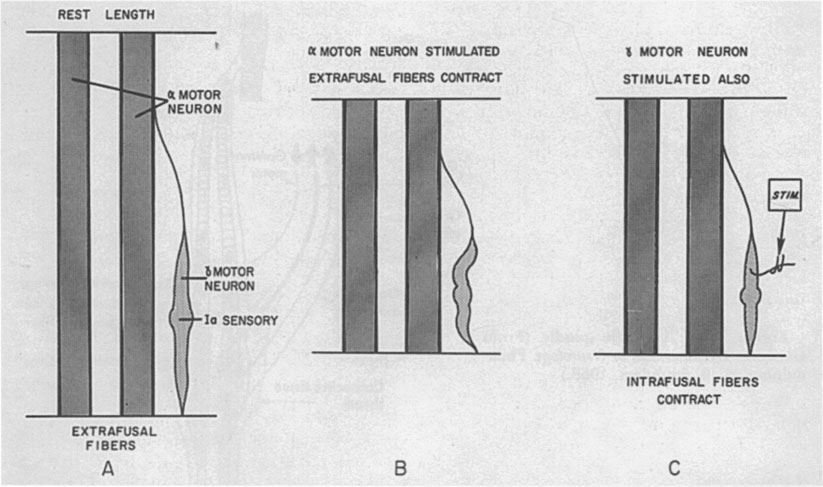 REST LENGTH
α MOTOR
NEURON
ɣ MOTOR
NEURON
Ia SENSORY
EXTRAFUSAL
FIBERS
A
α MOTOR NEURON STIMULATED
EXTRAFUSAL FIBERS CONTRACT
B
ɣ MOTOR NEURON
STIMULATED ALSO
STIM.
INTRAFUSAL FIBERS
CONTRACT
C